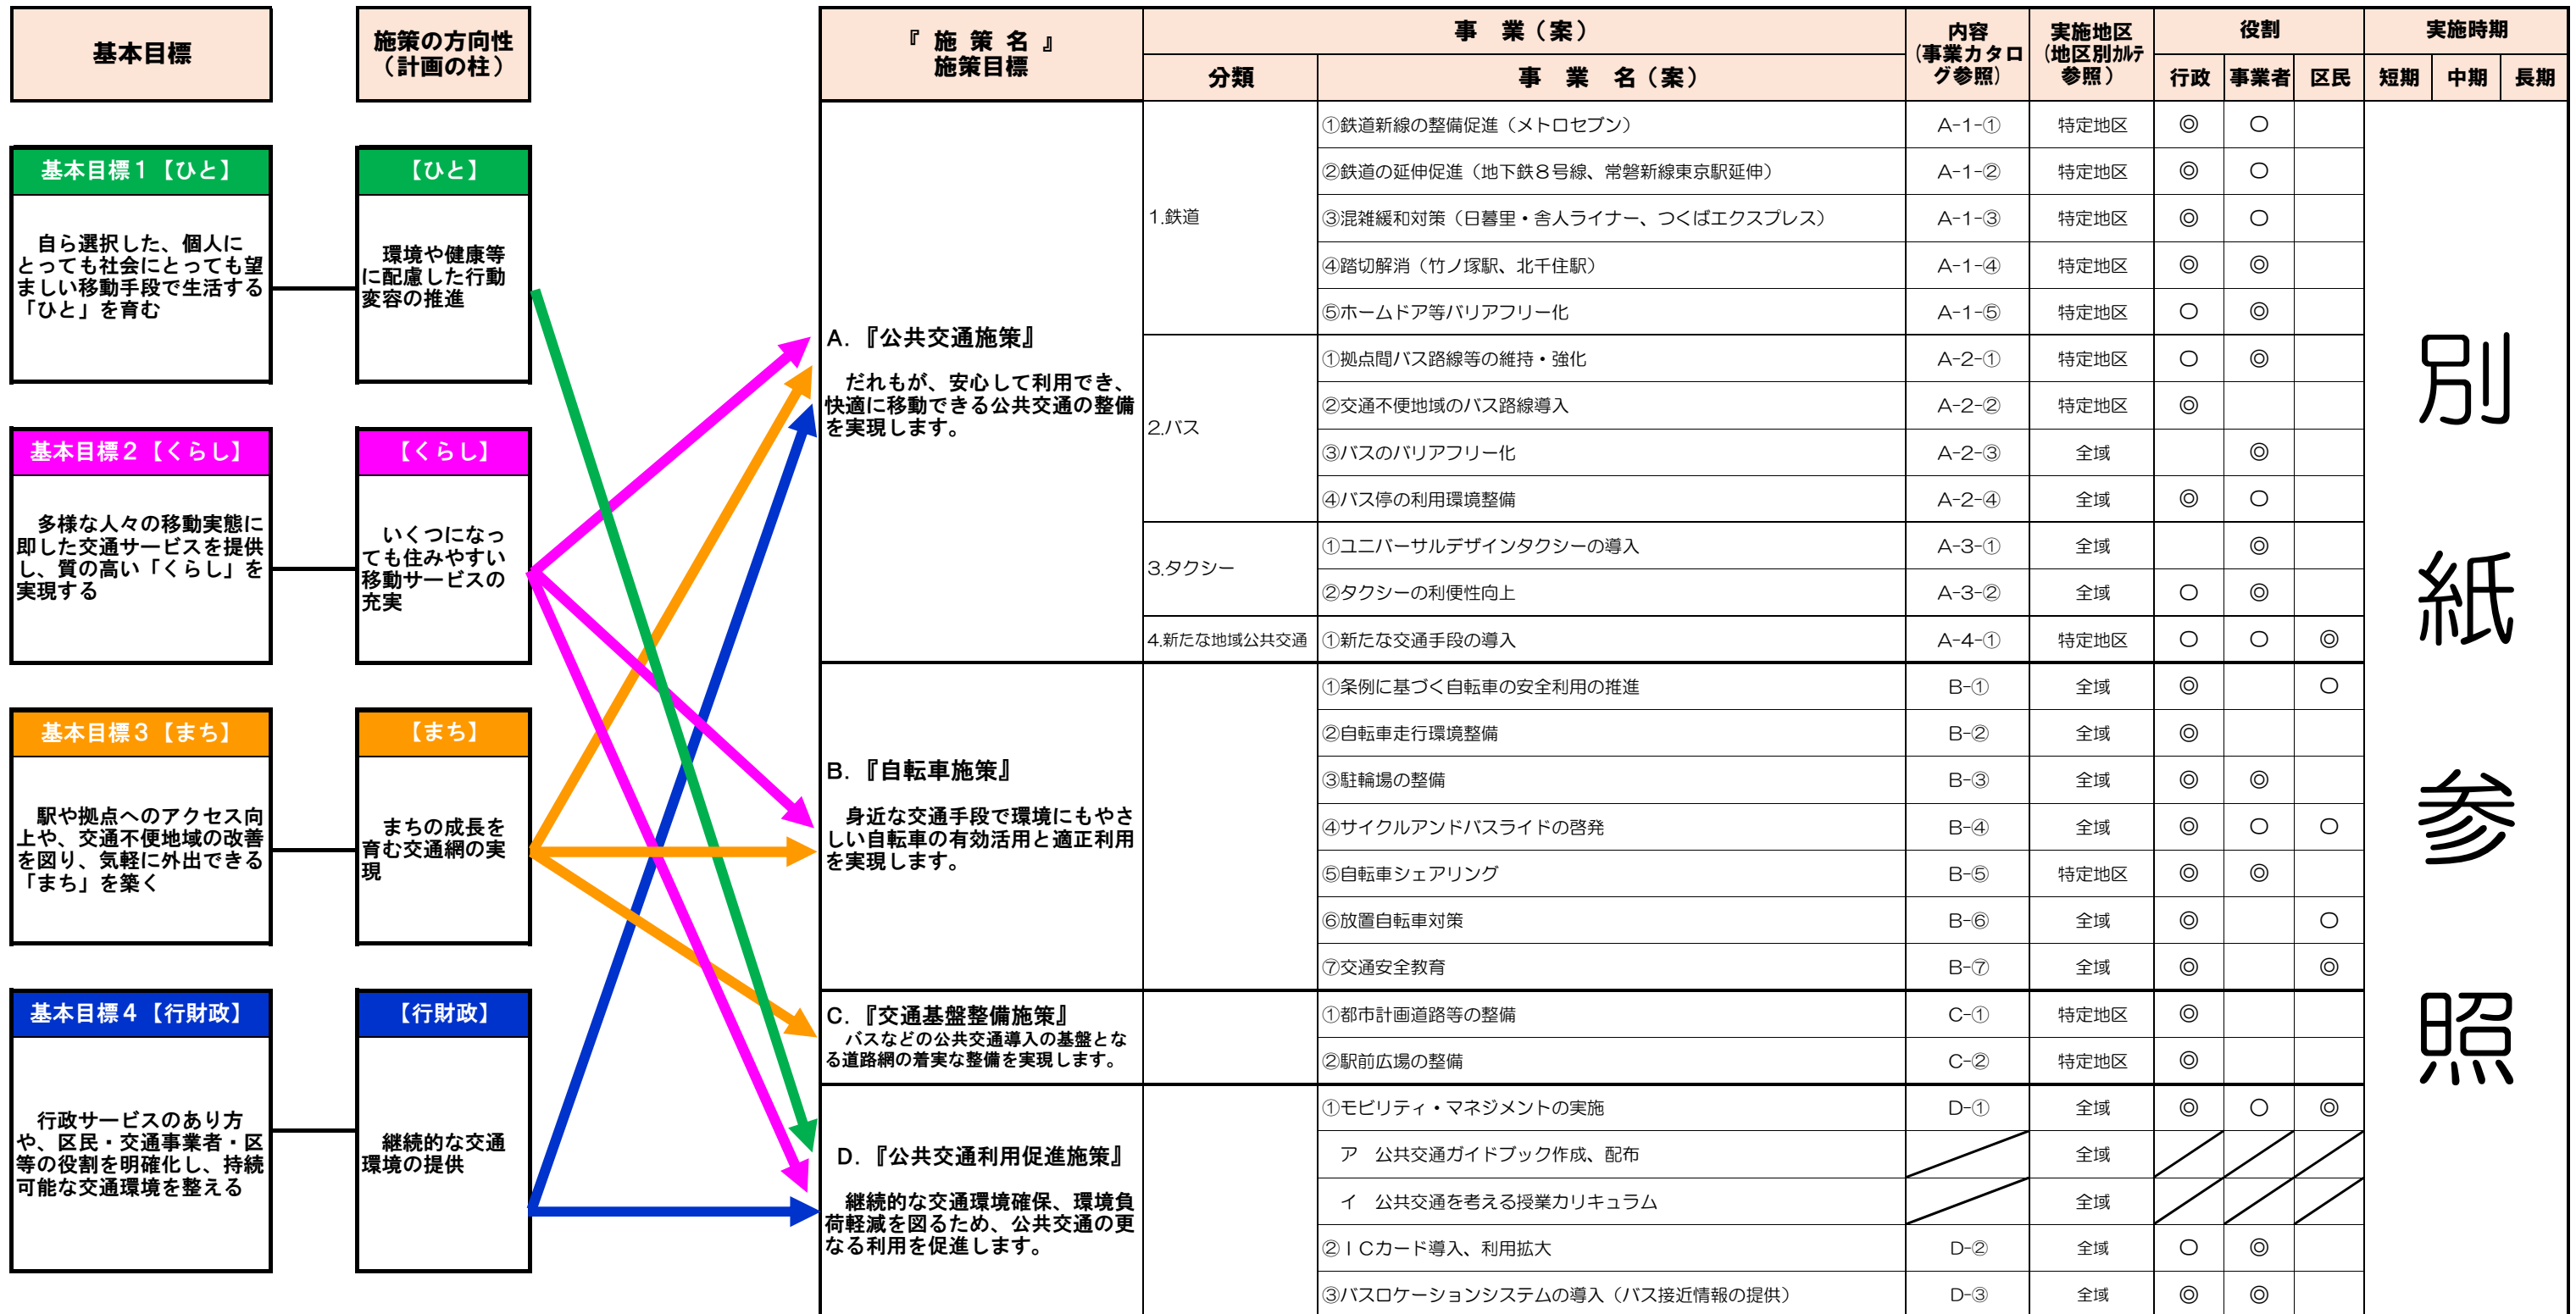 基本目標
施策の方向性
（計画の柱）
基本目標１【ひと】
自ら選択した、個人に
とっても社会にとっても望
ましい移動手段で生活する
「ひと」を育む
【ひと】
環境や健康等
に配慮した行動
変容の推進
基本目標２【くらし】
多様な人々の移動実態に
即した交通サービスを提供
し、質の高い「くらし」を
実現する
【くらし】
いくつになっ
ても住みやすい
移動サービスの
充実
基本目標３【まち】
駅や拠点へのアクセス向
上や、交通不便地域の改善
を図り、気軽に外出できる
「まち」を築く
【まち】
まちの成長を
育む交通網の実
現
基本目標４【行財政】
行政サービスのあり方
や、区民・交通事業者・区
等の役割を明確化し、持続
可能な交通環境を整える
【行財政】
継続的な交通
環境の提供
『 施 策 名 』
施策目標
事　業（案）
分類
事　業　名（案）
内容
(事業カタロ
グ参照)
実施地区
(地区別ｶﾙﾃ
参照)
役割
行政 事業者 区民
実施時期
短期 中期 長期
A.『公共交通施策』
だれもが、安心して利用でき、
快適に移動できる公共交通の整備
を実現します。
1.鉄道
①鉄道新線の整備促進（メトロセブン） A-1-① 特定地区 ◎ ○
②鉄道の延伸促進（地下鉄８号線、常磐新線東京駅延伸） A-1-② 特定地区 ◎ ○
③混雑緩和対策（日暮里・舎人ライナー、つくばエクスプレス） A-1-③ 特定地区 ◎ ○
④踏切解消（竹ノ塚駅、北千住駅） A-1-④ 特定地区 ◎ ◎
⑤ホームドア等バリアフリー化 A-1-⑤ 特定地区 ○ ◎
2.バス
①拠点間バス路線等の維持・強化 A-2-① 特定地区 ○ ◎
②交通不便地域のバス路線導入 A-2-② 特定地区 ◎
③バスのバリアフリー化 A-2-③ 全域 ◎
④バス停の利用環境整備 A-2-④ 全域 ◎ ○
3.タクシー
①ユニバーサルデザインタクシーの導入 A-3-① 全域 ◎
②タクシーの利便性向上 A-3-② 全域 ○ ◎
4.新たな地域公共交通
①新たな交通手段の導入 A-4-① 特定地区 ○ ○ ◎
B.『自転車施策』
身近な交通手段で環境にもやさ
しい自転車の有効活用と適正利用
を実現します。
①条例に基づく自転車の安全利用の推進 B-① 全域 ◎ ○
②自転車走行環境整備 B-② 全域 ◎
③駐輪場の整備 B-③ 全域 ◎ ◎
④サイクルアンドバスライドの啓発 B-④ 全域 ◎ ○ ○
⑤自転車シェアリング B-⑤ 特定地区 ◎ ◎
⑥放置自転車対策 B-⑥ 全域 ◎ ○
⑦交通安全教育 B-⑦ 全域 ◎ ◎
C.『交通基盤整備施策』
バスなどの公共交通導入の基盤とな
る道路網の着実な整備を実現します。
①都市計画道路等の整備 C-① 特定地区 ◎
②駅前広場の整備 C-② 特定地区 ◎
D.『公共交通利用促進施策』
継続的な交通環境確保、環境負
荷軽減を図るため、公共交通の更
なる利用を促進します。
①モビリティ・マネジメントの実施 D-① 全域 ◎ ○ ◎
ア　公共交通ガイドブック作成、配布 全域
イ　公共交通を考える授業カリキュラム 全域
②ＩＣカード導入、利用拡大 D-② 全域 ○ ◎
③バスロケーションシステムの導入（バス接近情報の提供） D-③ 全域 ◎ ◎
別
紙
参
照